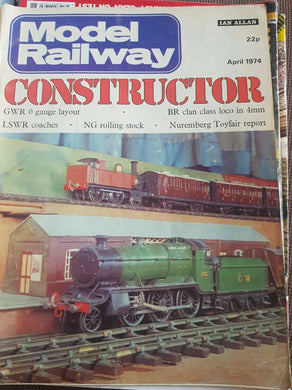 IAN ALLAN
Model
Railway
22p
April 1974
CONSTRUCTOR
GWR 0 gauge layout · BR clan class loco in 4mm
LSWR coaches · NG rolling stock · Nuremberg Toyfair report
G W